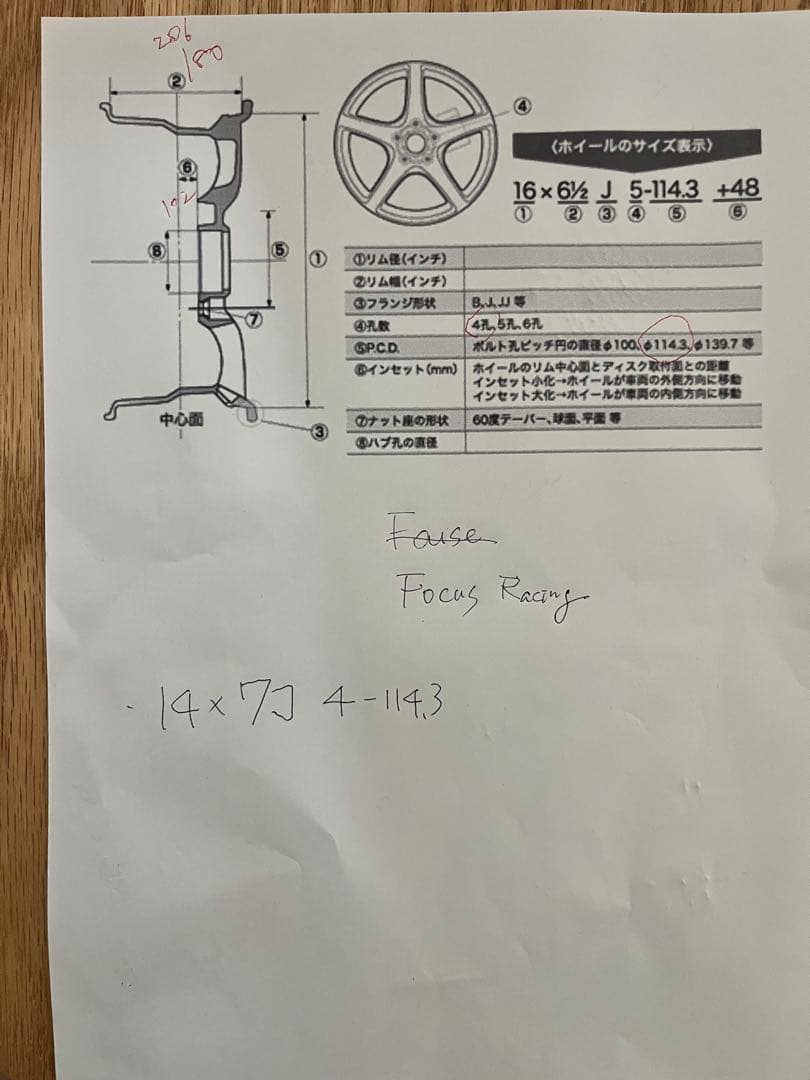 206
180
②
④
〈ホイールのサイズ表示〉
16×6½ J 5-114.3 +48
① ② ③ ④ ⑤ ⑥
⑥
102
⑧
⑤
①
⑦
中心面
③
①リム径(インチ)
②リム幅(インチ)
③フランジ形状 B、J、JJ 等
④孔数 4孔、5孔、6孔
⑤P.C.D. ボルト孔ピッチ円の直径φ100、φ114.3、φ139.7 等
⑥インセット(mm) ホイールのリム中心面とディスク取付面との距離
インセット小化→ホイールが車両の外側方向に移動
インセット大化→ホイールが車両の内側方向に移動
⑦ナット座の形状 60度テーパー、球面、平面 等
⑧ハブ孔の直径
Focus Racing
14×7J 4-114.3